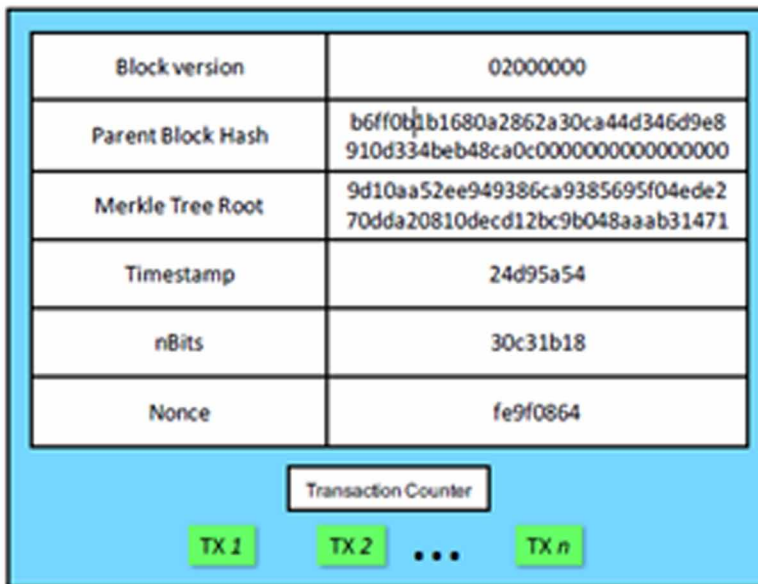 Block version 02000000
Parent Block Hash b6ff0b1b1680a2862a30ca44d346d9e8
910d334beb48ca0c0000000000000000
Merkle Tree Root 9d10aa52ee949386ca9385695f04ede2
70dda20810decd12bc9b048aaab31471
Timestamp 24d95a54
nBits 30c31b18
Nonce fe9f0864
Transaction Counter
TX 1 TX 2 ... TX n